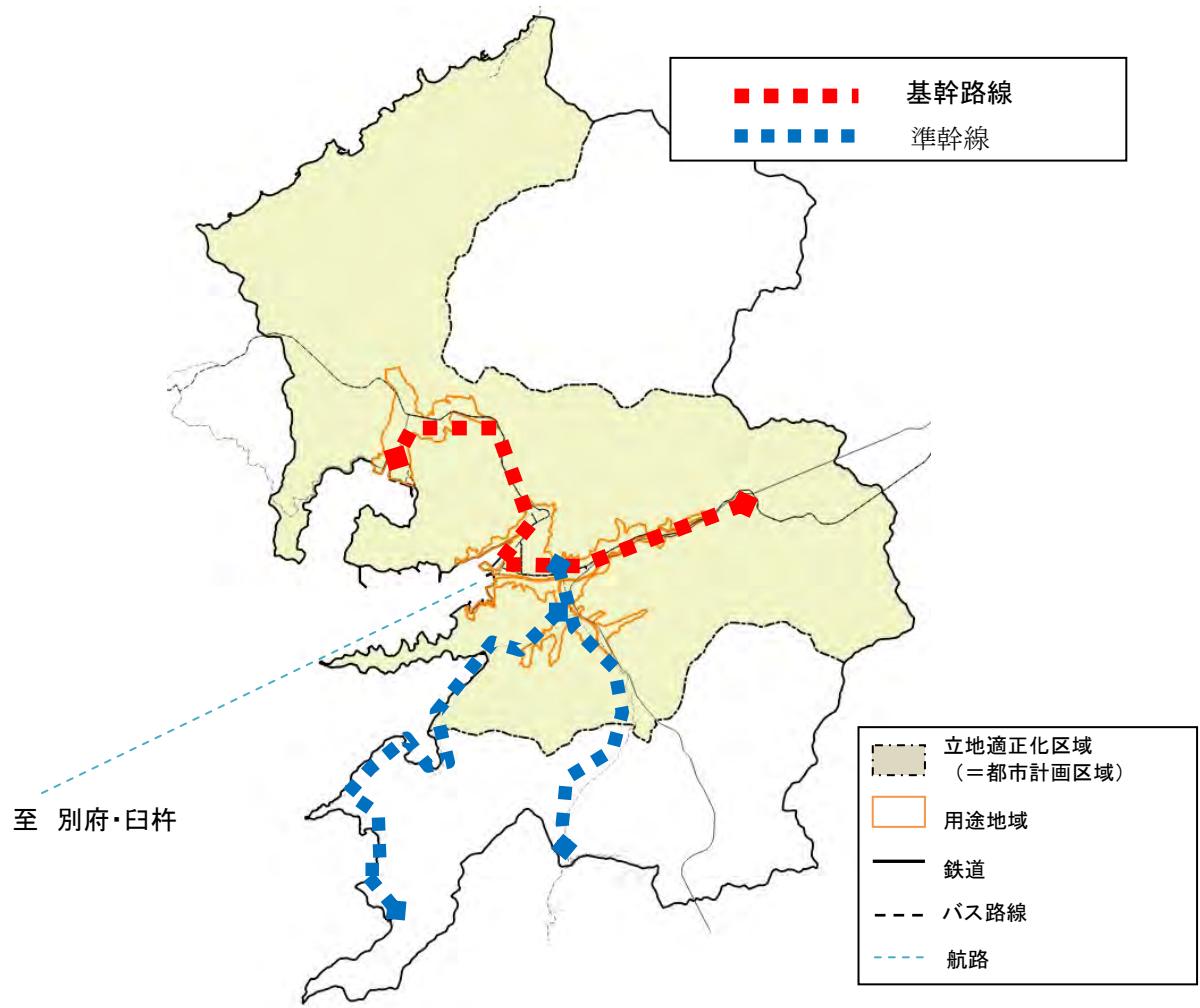 基幹路線
準幹線
至 別府・臼杵
立地適正化区域
（＝都市計画区域）
用途地域
鉄道
バス路線
航路